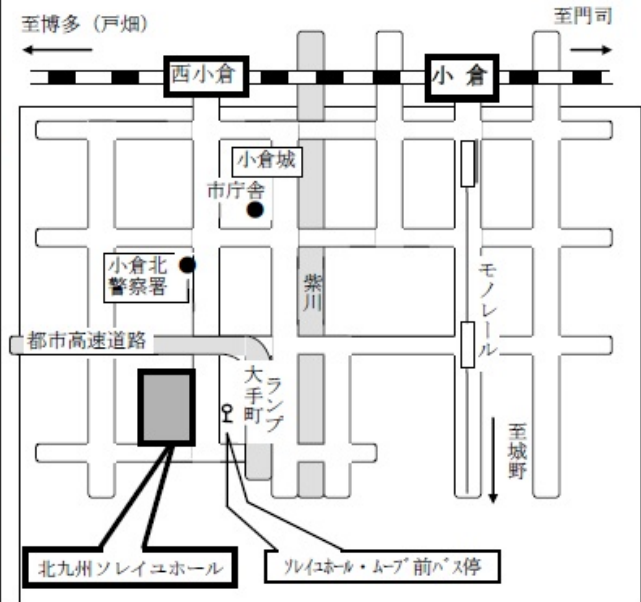 至博多（戸畑）
至門司
西小倉
小倉
小倉城
市庁舎
小倉北
警察署
紫川
モノレール
都市高速道路
大手町
ランプ
至城野
北九州ソレイユホール
ｿﾚｲﾕホール・ﾑｰﾌﾞ前ﾊﾞｽ停